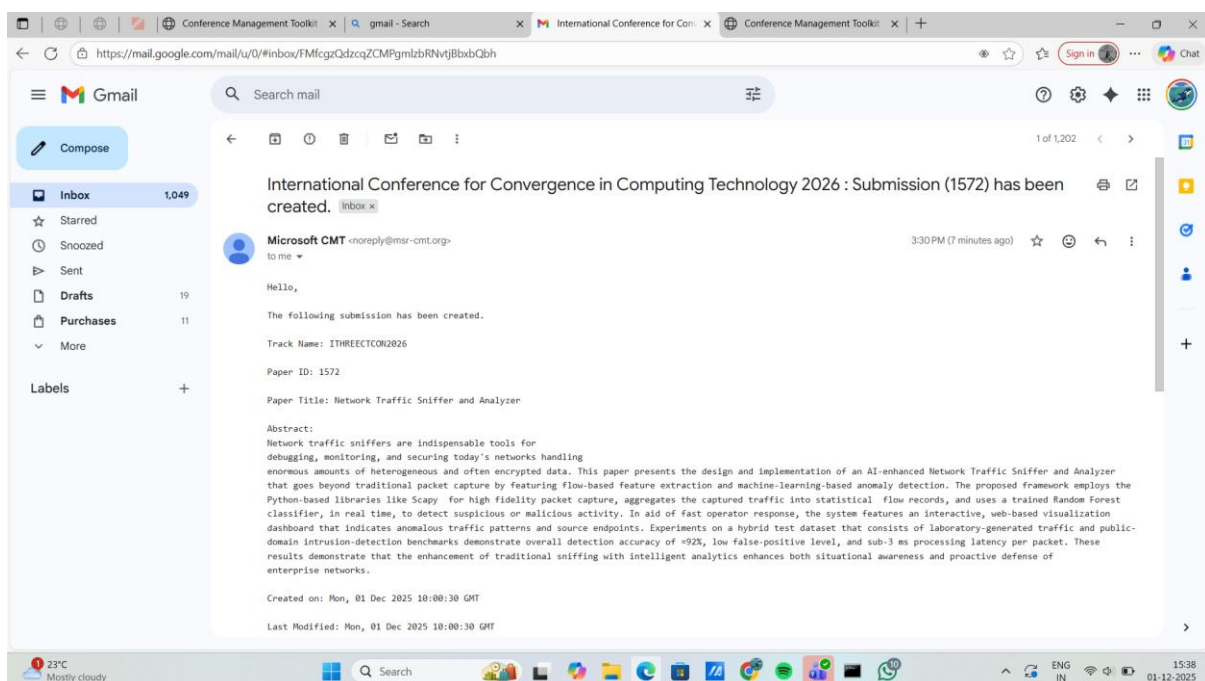 Conference Management Toolkit
gmail - Search
International Conference for Con
Conference Management Toolkit
https://mail.google.com/mail/u/0/#inbox/FMfcgzQdzcqZCMPgmlzbRNvtjBbxbQbh
Sign in
Chat
Gmail
Search mail
Compose
1 of 1,202
Inbox 1,049
Starred
Snoozed
Sent
Drafts 19
Purchases 11
More
Labels
International Conference for Convergence in Computing Technology 2026 : Submission (1572) has been
created. Inbox x
Microsoft CMT <noreply@msr-cmt.org>
3:30 PM (7 minutes ago)
to me
Hello,
The following submission has been created.
Track Name: ITHREECTCON2026
Paper ID: 1572
Paper Title: Network Traffic Sniffer and Analyzer
Abstract:
Network traffic sniffers are indispensable tools for
debugging, monitoring, and securing today's networks handling
enormous amounts of heterogeneous and often encrypted data. This paper presents the design and implementation of an AI-enhanced Network Traffic Sniffer and Analyzer
that goes beyond traditional packet capture by featuring flow-based feature extraction and machine-learning-based anomaly detection. The proposed framework employs the
Python-based libraries like Scapy for high fidelity packet capture, aggregates the captured traffic into statistical flow records, and uses a trained Random Forest
classifier, in real time, to detect suspicious or malicious activity. In aid of fast operator response, the system features an interactive, web-based visualization
dashboard that indicates anomalous traffic patterns and source endpoints. Experiments on a hybrid test dataset that consists of laboratory-generated traffic and public-
domain intrusion-detection benchmarks demonstrate overall detection accuracy of ≈92%, low false-positive level, and sub-3 ms processing latency per packet. These
results demonstrate that the enhancement of traditional sniffing with intelligent analytics enhances both situational awareness and proactive defense of
enterprise networks.
Created on: Mon, 01 Dec 2025 10:00:30 GMT
Last Modified: Mon, 01 Dec 2025 10:00:30 GMT
23°C
Mostly cloudy
Search
ENG
IN
15:38
01-12-2025